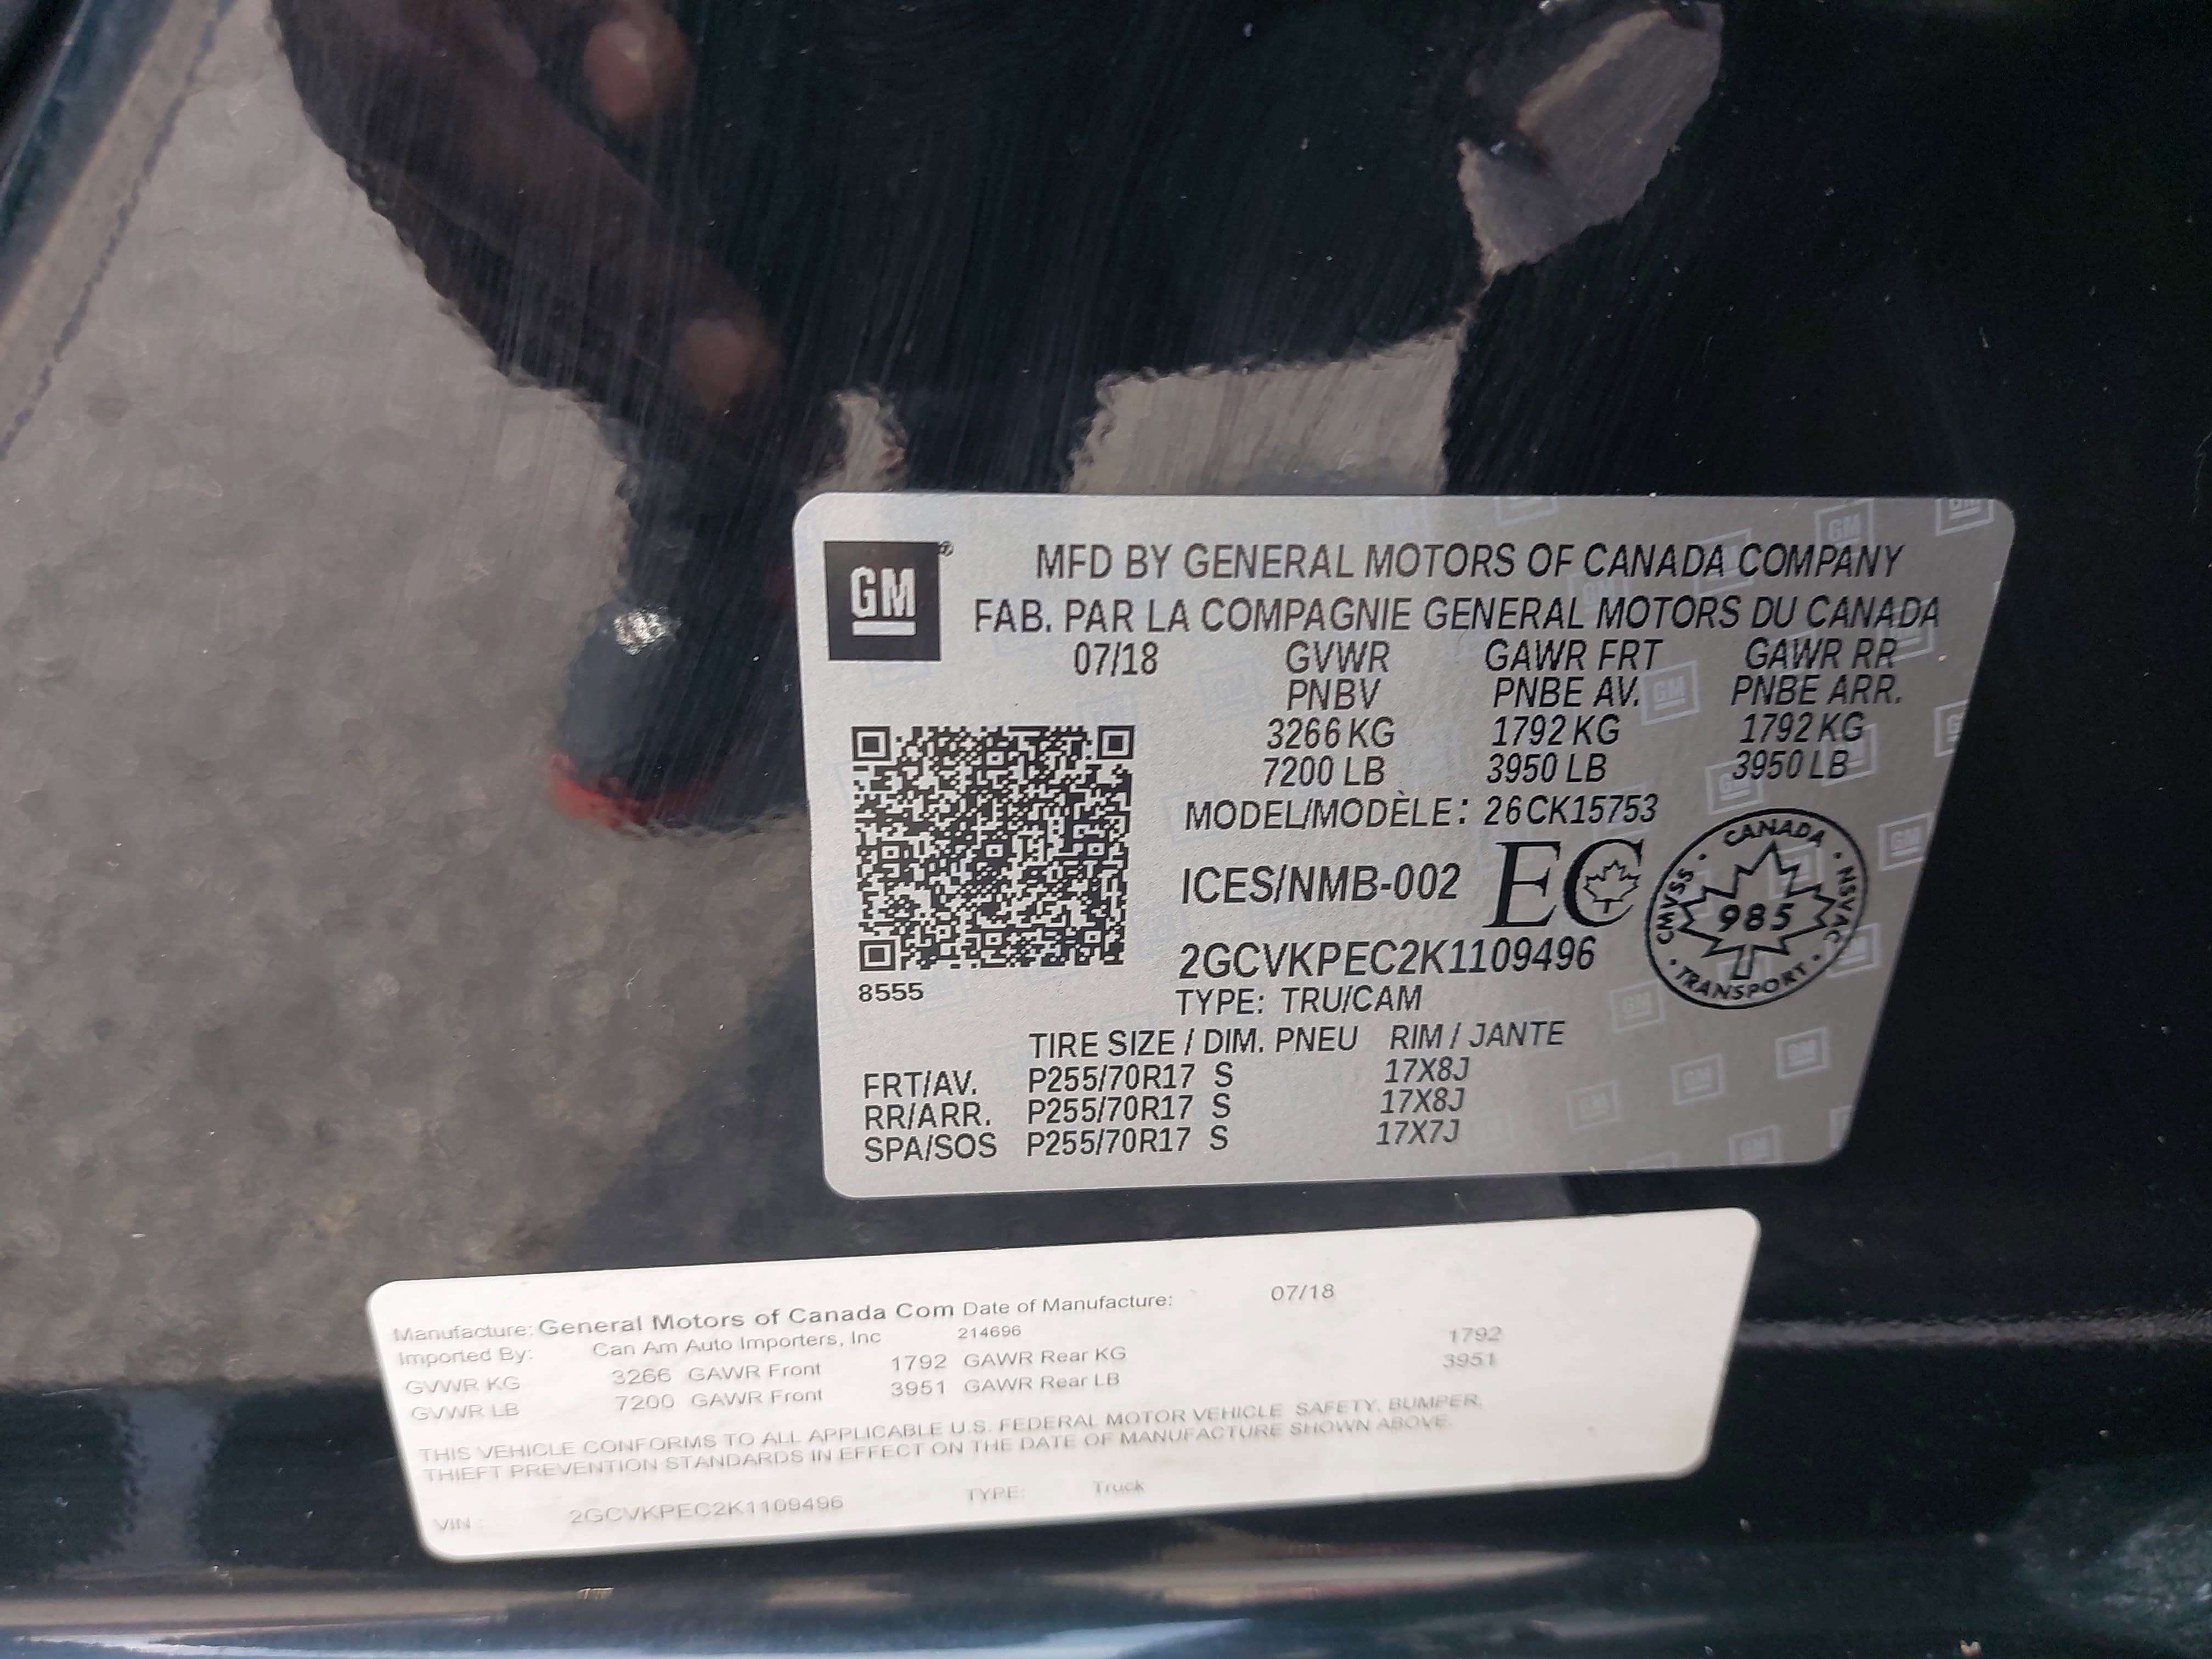 GM ®
MFD BY GENERAL MOTORS OF CANADA COMPANY
FAB. PAR LA COMPAGNIE GENERAL MOTORS DU CANADA
07/18 GVWR GAWR FRT GAWR RR
PNBV PNBE AV. PNBE ARR.
3266 KG 1792 KG 1792 KG
7200 LB 3950 LB 3950 LB
MODEL/MODÈLE: 26CK15753
ICES/NMB-002 EC
CANADA · NSVAC · TRANSPORT · CMVSS ·
985
2GCVKPEC2K1109496
8555
TYPE: TRU/CAM
TIRE SIZE / DIM. PNEU RIM / JANTE
FRT/AV. P255/70R17 S 17X8J
RR/ARR. P255/70R17 S 17X8J
SPA/SOS P255/70R17 S 17X7J
Manufacture: General Motors of Canada Com Date of Manufacture: 07/18
Imported By: Can Am Auto Importers, Inc 214696
GVWR KG 3266 GAWR Front 1792 GAWR Rear KG 1792
GVWR LB 7200 GAWR Front 3951 GAWR Rear LB 3951
THIS VEHICLE CONFORMS TO ALL APPLICABLE U.S. FEDERAL MOTOR VEHICLE SAFETY, BUMPER,
THIEFT PREVENTION STANDARDS IN EFFECT ON THE DATE OF MANUFACTURE SHOWN ABOVE.
VIN : 2GCVKPEC2K1109496 TYPE: Truck